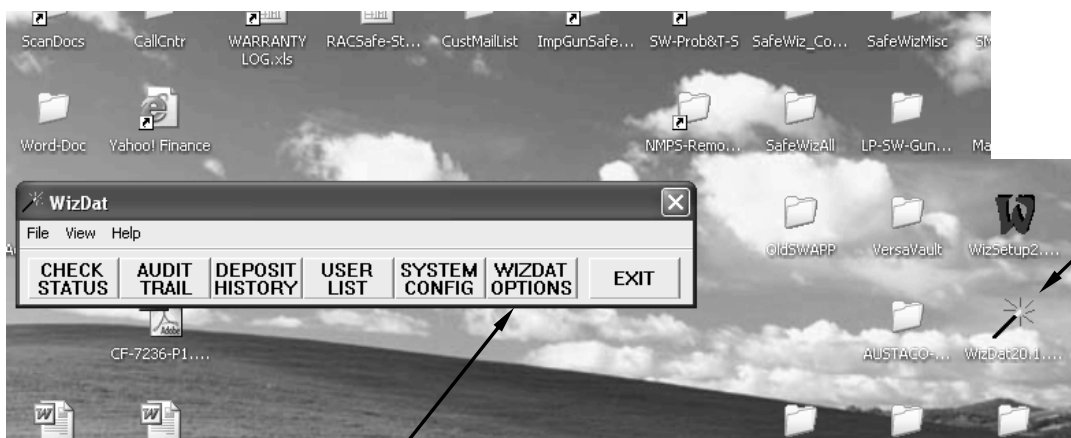 ScanDocs CallCntr WARRANTY RACSafe-St... CustMailList ImpGunSafe... SW-Prob&T-S SafeWiz_Co... SafeWizMisc
LOG.xls
Word-Doc Yahoo! Finance NMPS-Remo... SafeWizAll LP-SW-Gun... Ma
WizDat
OldSWAPP VersaVault WizSetup2....
File View Help
CHECK AUDIT DEPOSIT USER SYSTEM WIZDAT EXIT
STATUS TRAIL HISTORY LIST CONFIG OPTIONS
CF-7236-P1.... AUSTACO-... WizDat20.1....